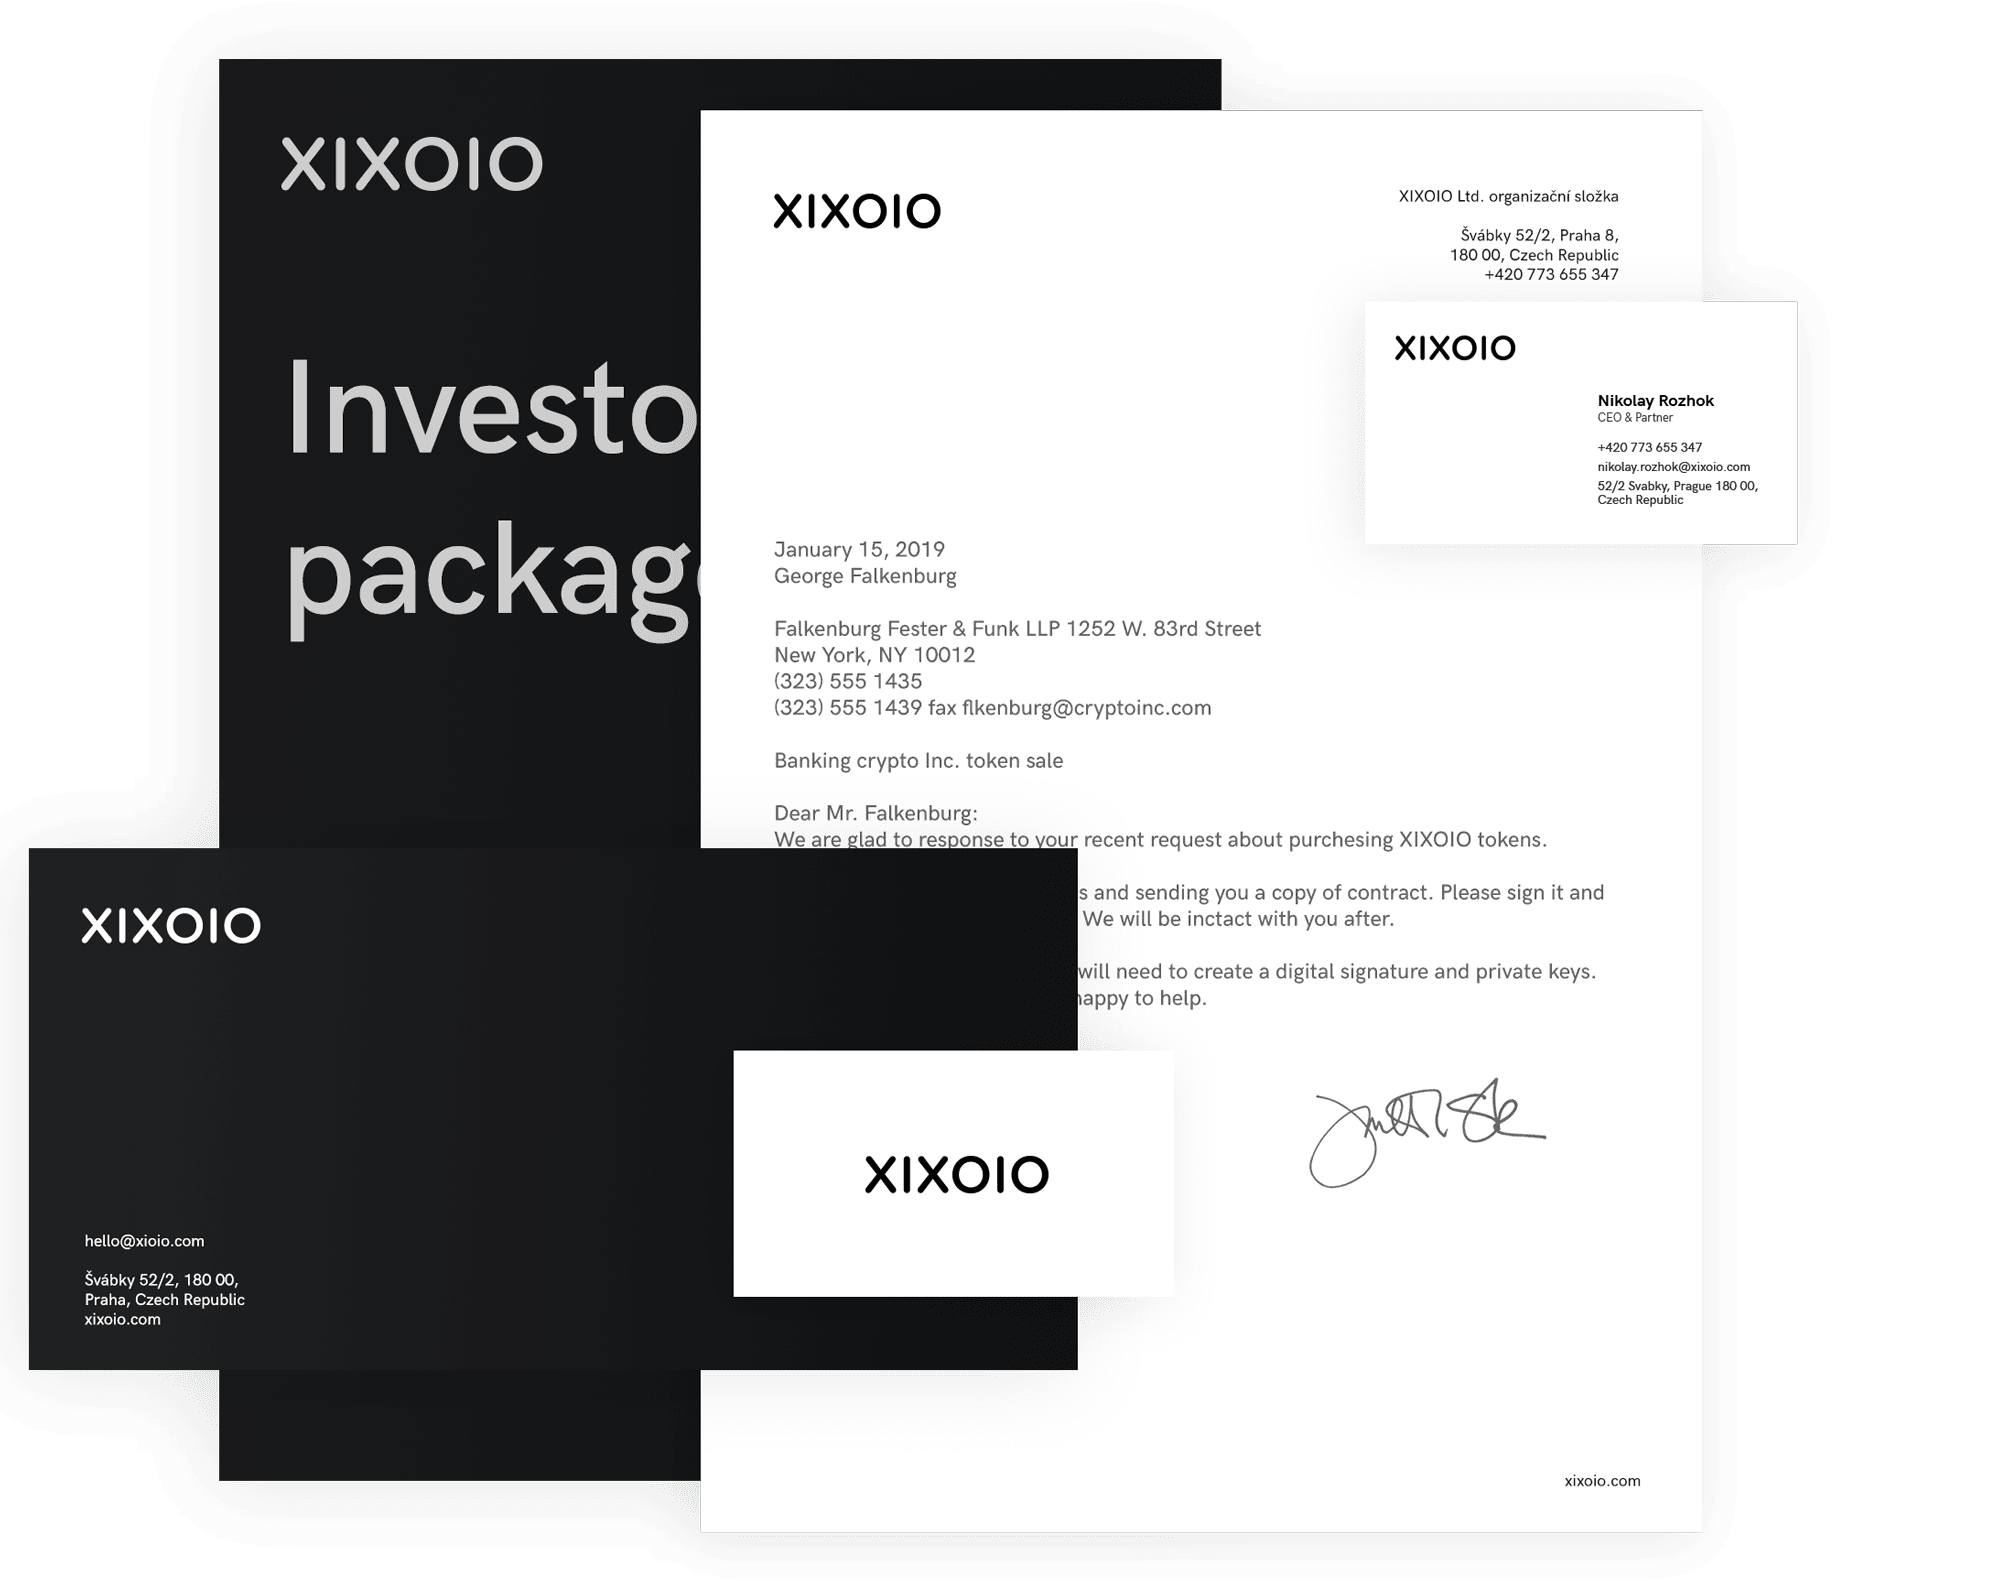 XIXOIO
Investo
packag
XIXOIO
XIXOIO Ltd. organizační složka
Švábky 52/2, Praha 8,
180 00, Czech Republic
+420 773 655 347
XIXOIO
Nikolay Rozhok
CEO & Partner
+420 773 655 347
nikolay.rozhok@xixoio.com
52/2 Svabky, Prague 180 00,
Czech Republic
January 15, 2019
George Falkenburg
Falkenburg Fester & Funk LLP 1252 W. 83rd Street
New York, NY 10012
(323) 555 1435
(323) 555 1439 fax flkenburg@cryptoinc.com
Banking crypto Inc. token sale
Dear Mr. Falkenburg:
We are glad to response to your recent request about purchesing XIXOIO tokens.
s and sending you a copy of contract. Please sign it and
We will be inctact with you after.
will need to create a digital signature and private keys.
happy to help.
XIXOIO
hello@xioio.com
Švábky 52/2, 180 00,
Praha, Czech Republic
xixoio.com
XIXOIO
xixoio.com